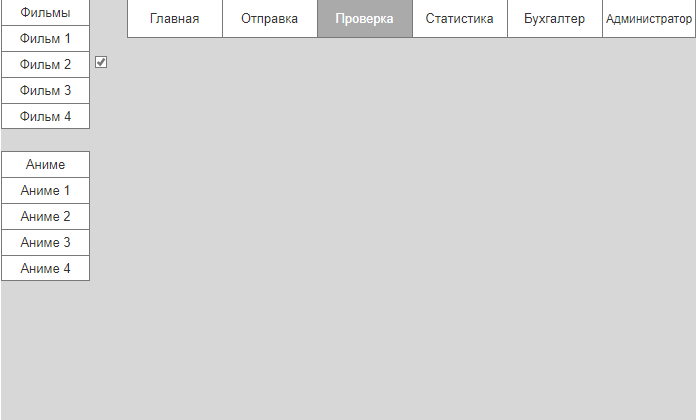 Фильмы
Фильм 1
Фильм 2
Фильм 3
Фильм 4
Аниме
Аниме 1
Аниме 2
Аниме 3
Аниме 4
Главная Отправка Проверка Статистика Бухгалтер Администратор